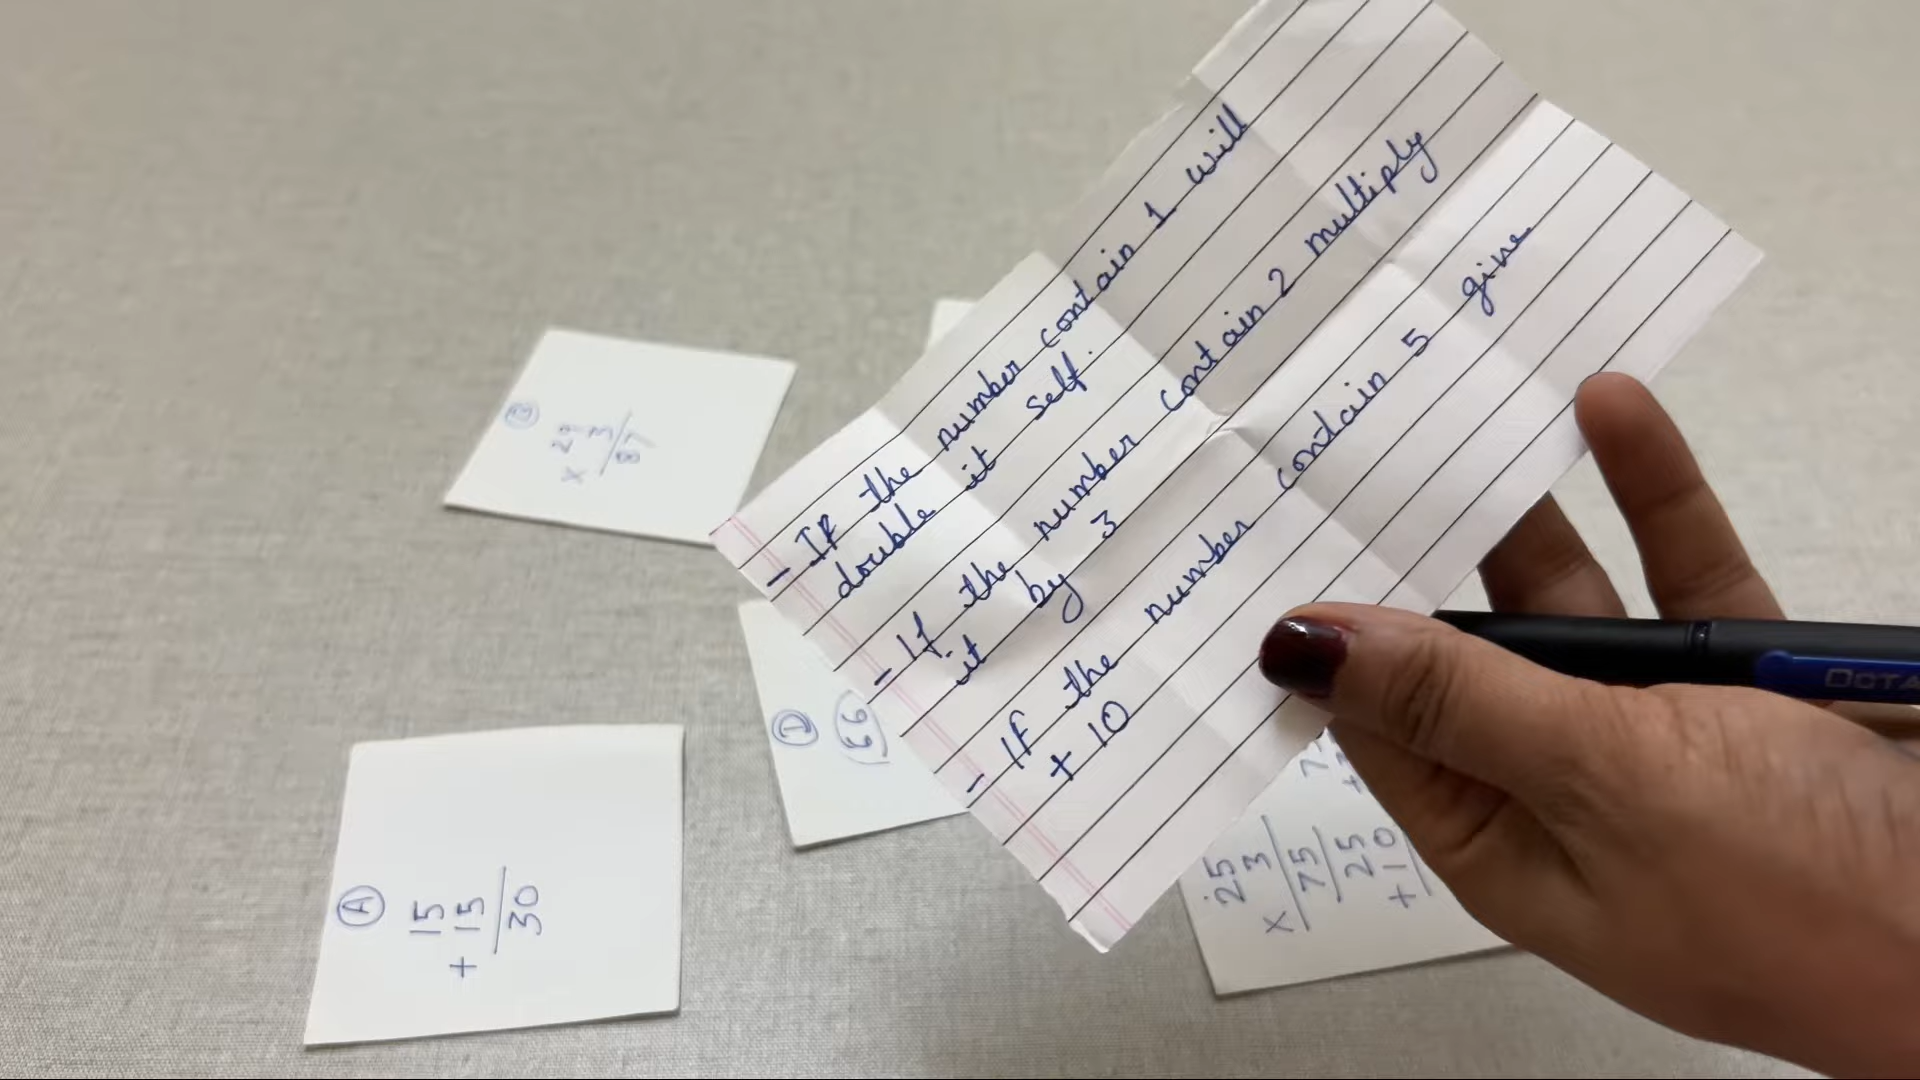 - If the number contain 1 will
double it self.
- If the number contain 2 multiply
it by 3
- IF the number contain 5 give
+ 10
B
29
x 3
87
A
15
+ 15
30
D
66
25
x 3
75
25
+ 10